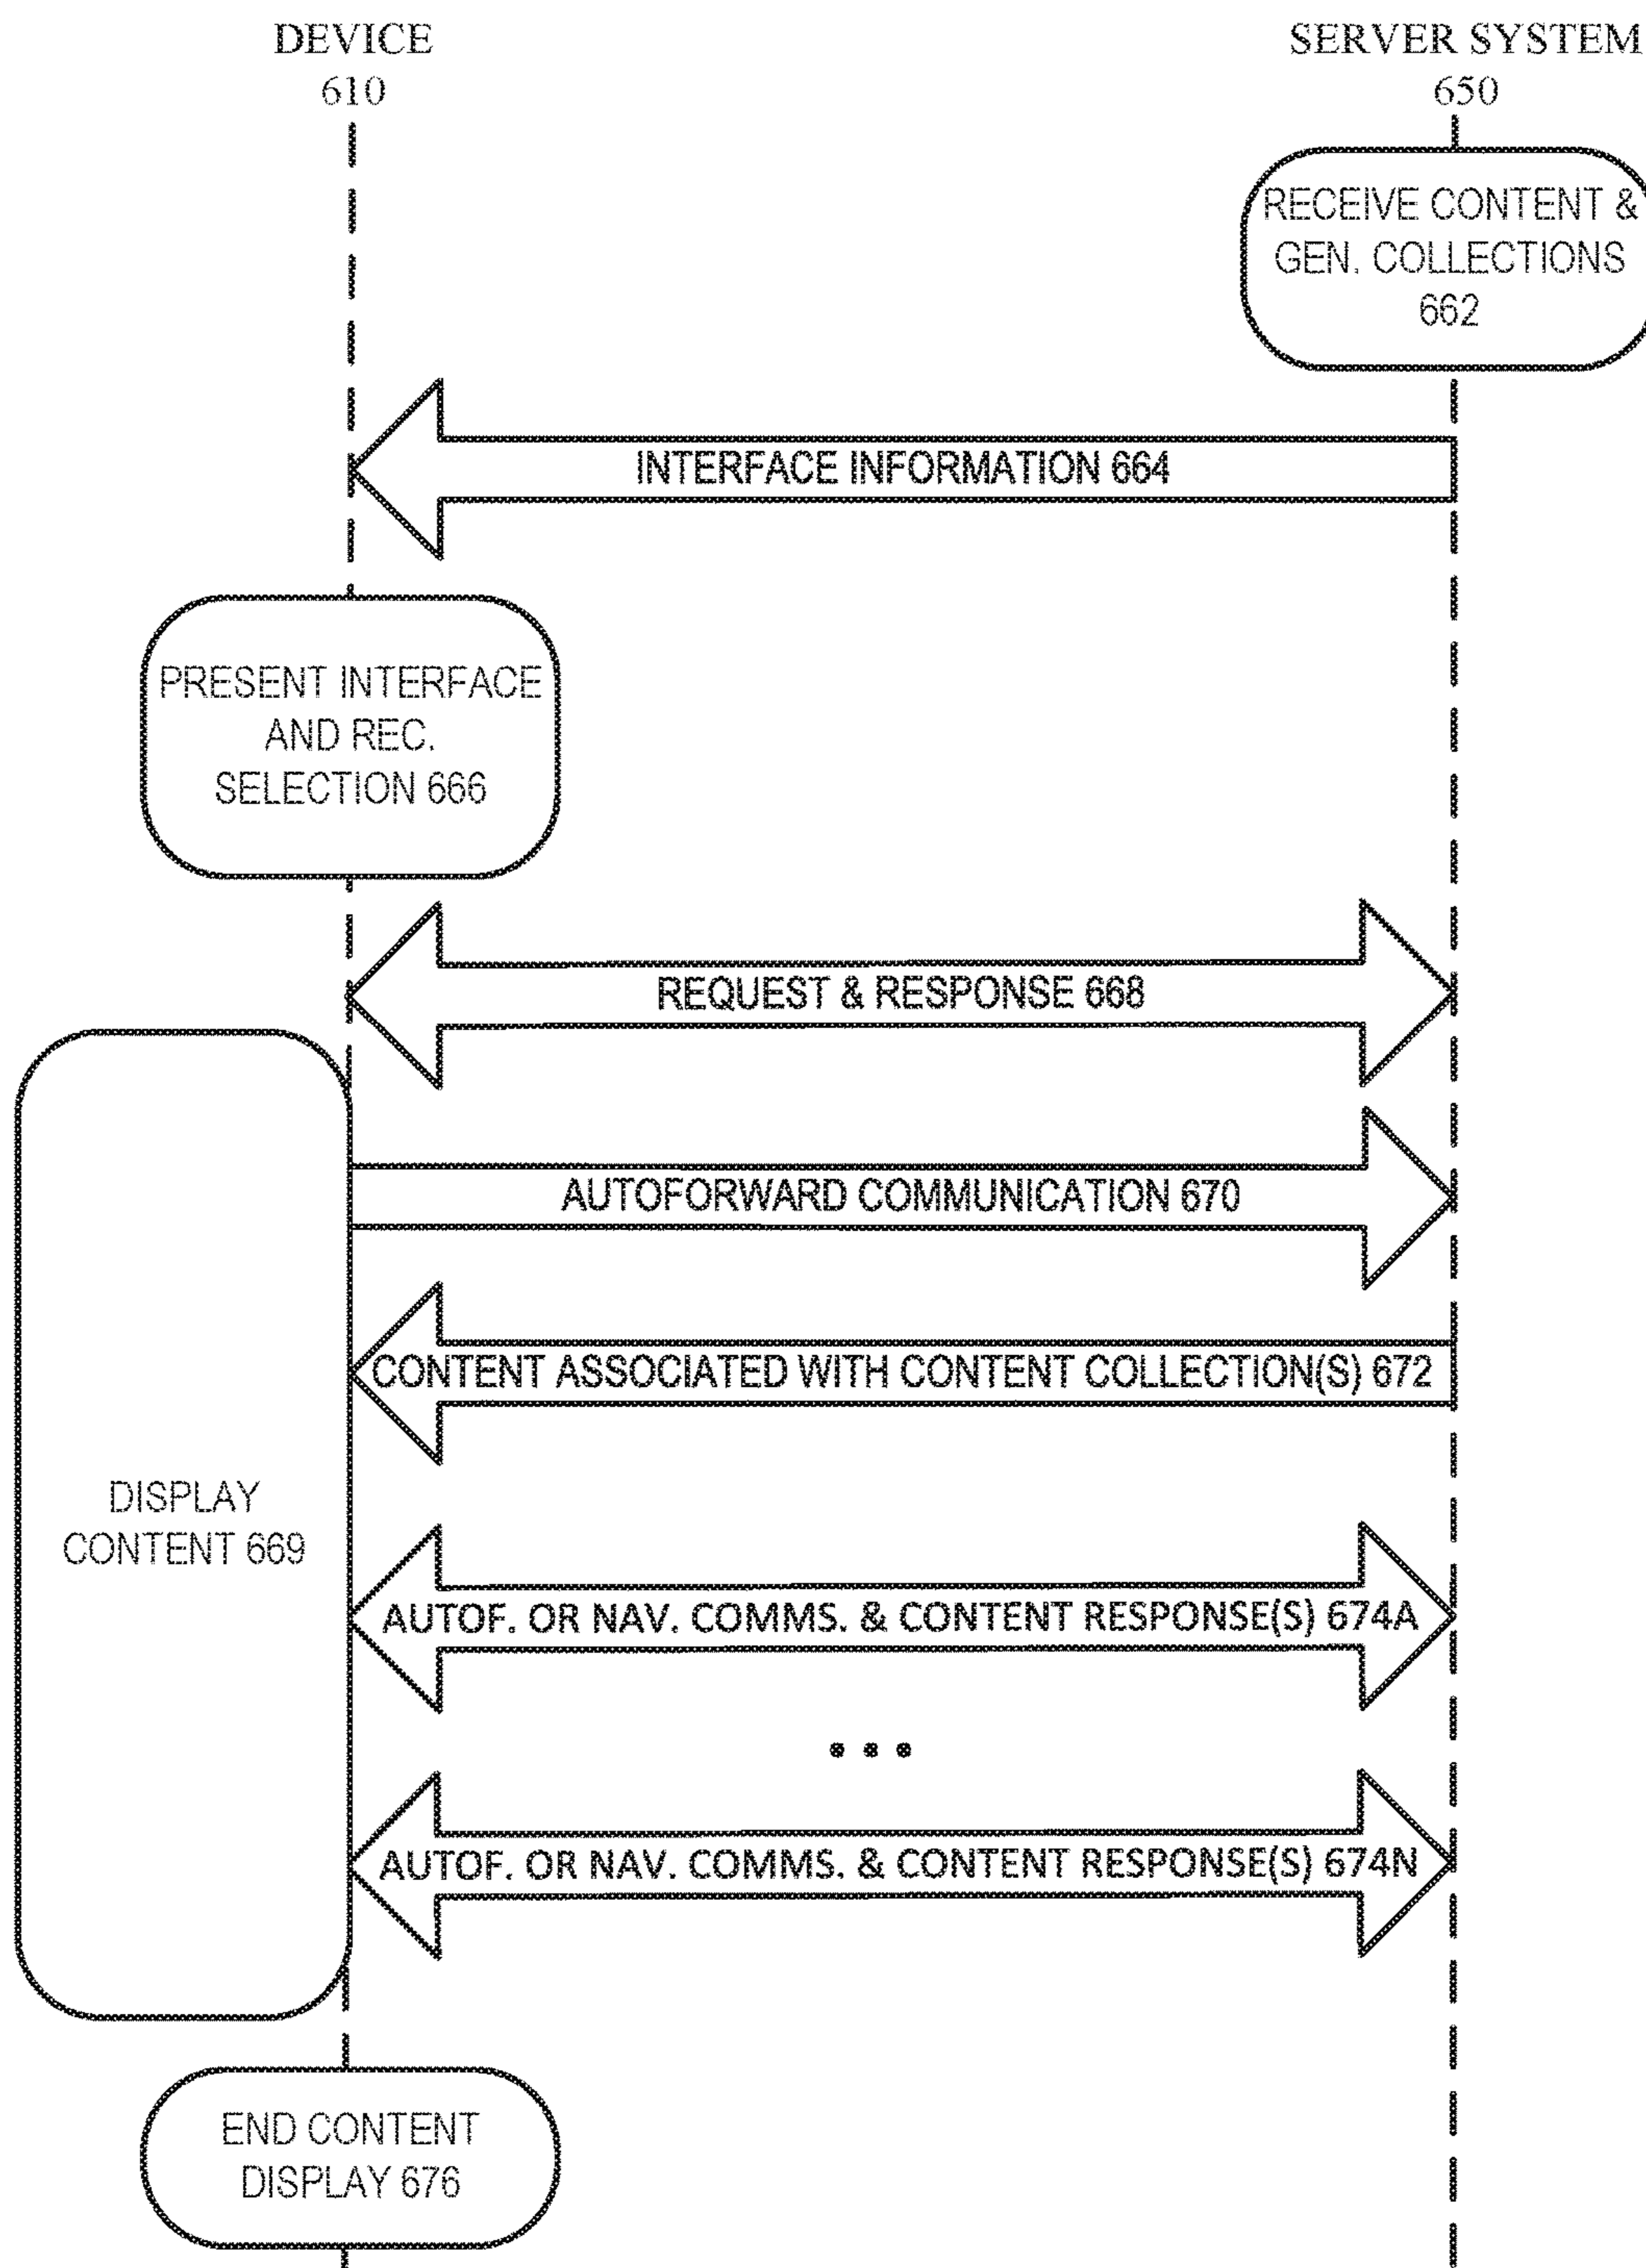 DEVICE
610
SERVER SYSTEM
650
RECEIVE CONTENT &
GEN. COLLECTIONS
662
INTERFACE INFORMATION 664
PRESENT INTERFACE
AND REC.
SELECTION 666
REQUEST & RESPONSE 668
AUTOFORWARD COMMUNICATION 670
CONTENT ASSOCIATED WITH CONTENT COLLECTION(S) 672
DISPLAY
CONTENT 669
AUTOF. OR NAV. COMMS. & CONTENT RESPONSE(S) 674A
...
AUTOF. OR NAV. COMMS. & CONTENT RESPONSE(S) 674N
END CONTENT
DISPLAY 676